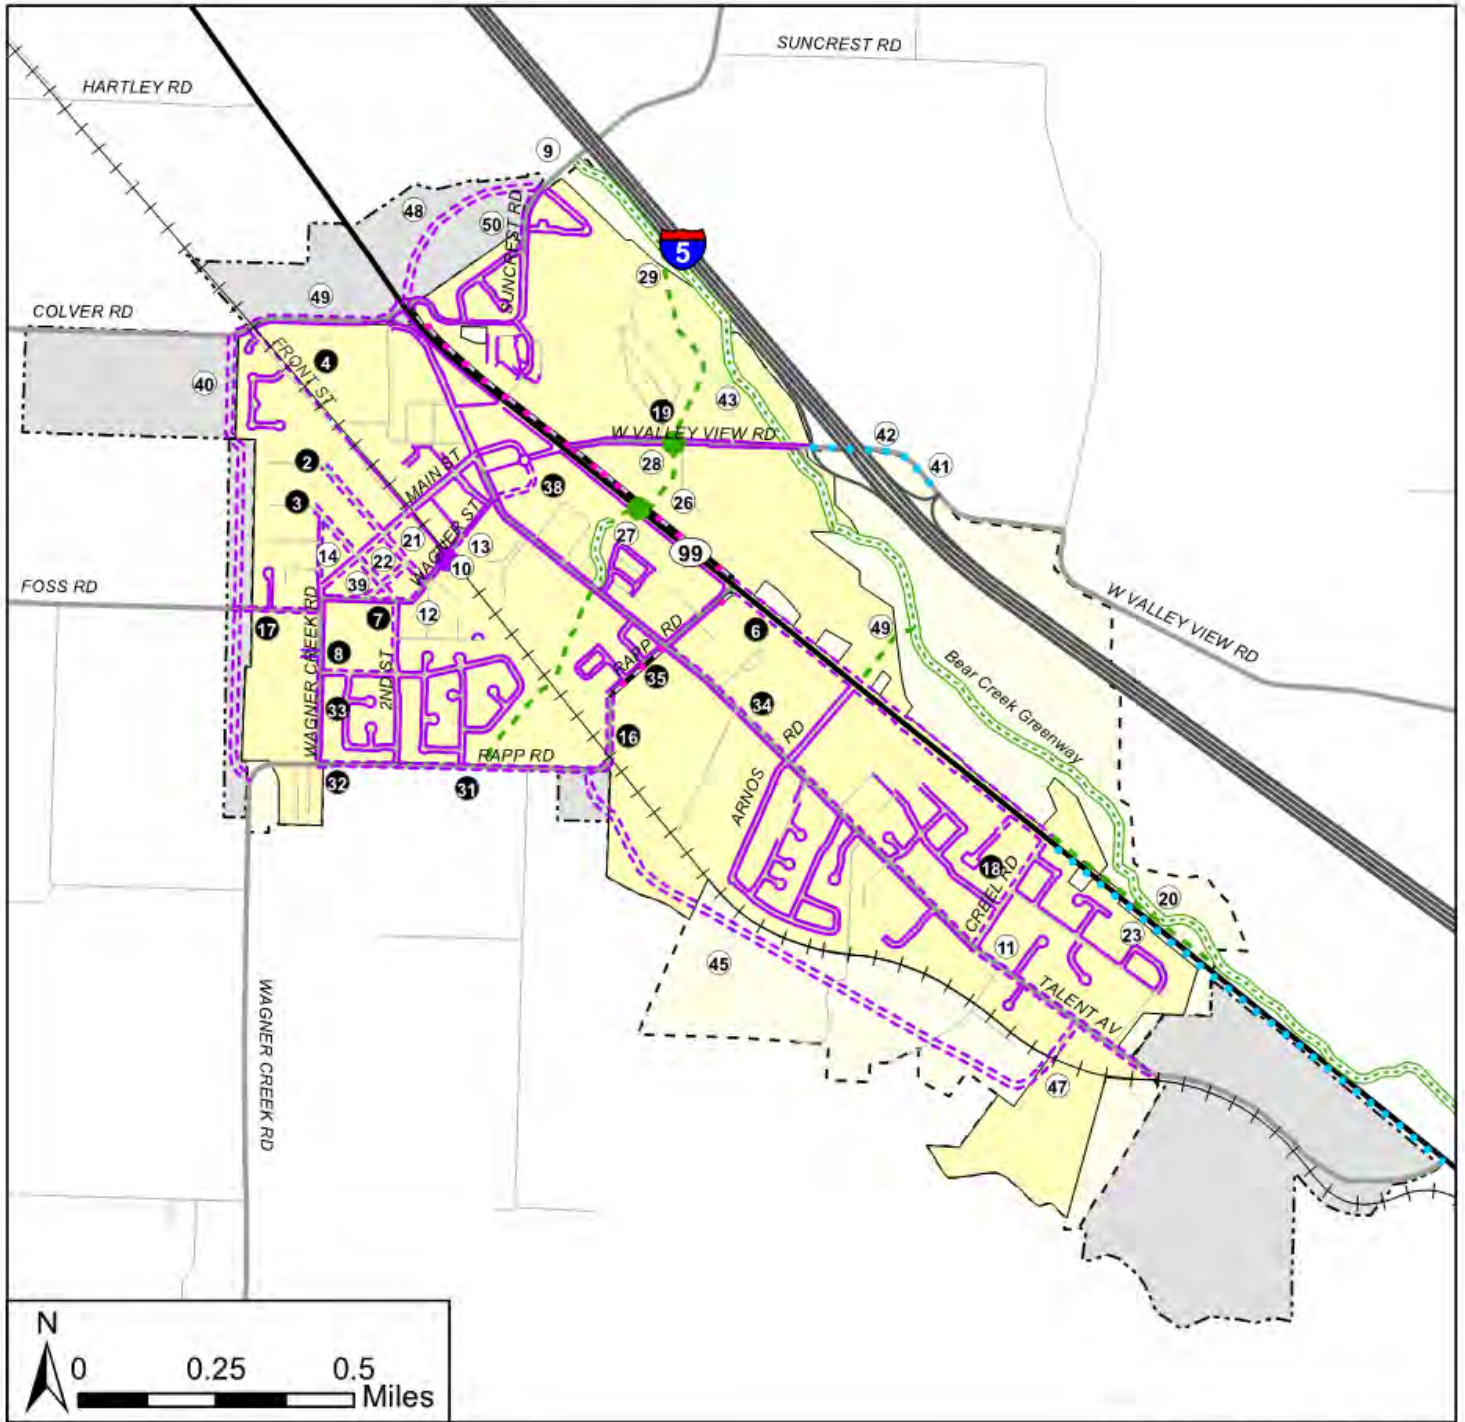 SUNCREST RD
HARTLEY RD
9
48
50
SUNCREST RD
5
29
49
COLVER RD
FRONT ST
4
40
43
19
W VALLEY VIEW RD
42
41
28
26
2
MAIN ST
38
3
21
WAGNER ST
13
27
99
14
22
10
39
FOSS RD
12
W VALLEY VIEW RD
17
7
WAGNER CREEK RD
8
2ND ST
RAPP RD
6
49
35
Bear Creek Greenway
33
34
16
RD
ARNOS
RAPP RD
32
31
18
CREEL RD
20
23
11
45
TALENT AV
47
WAGNER CREEK RD
N
0 0.25 0.5
Miles